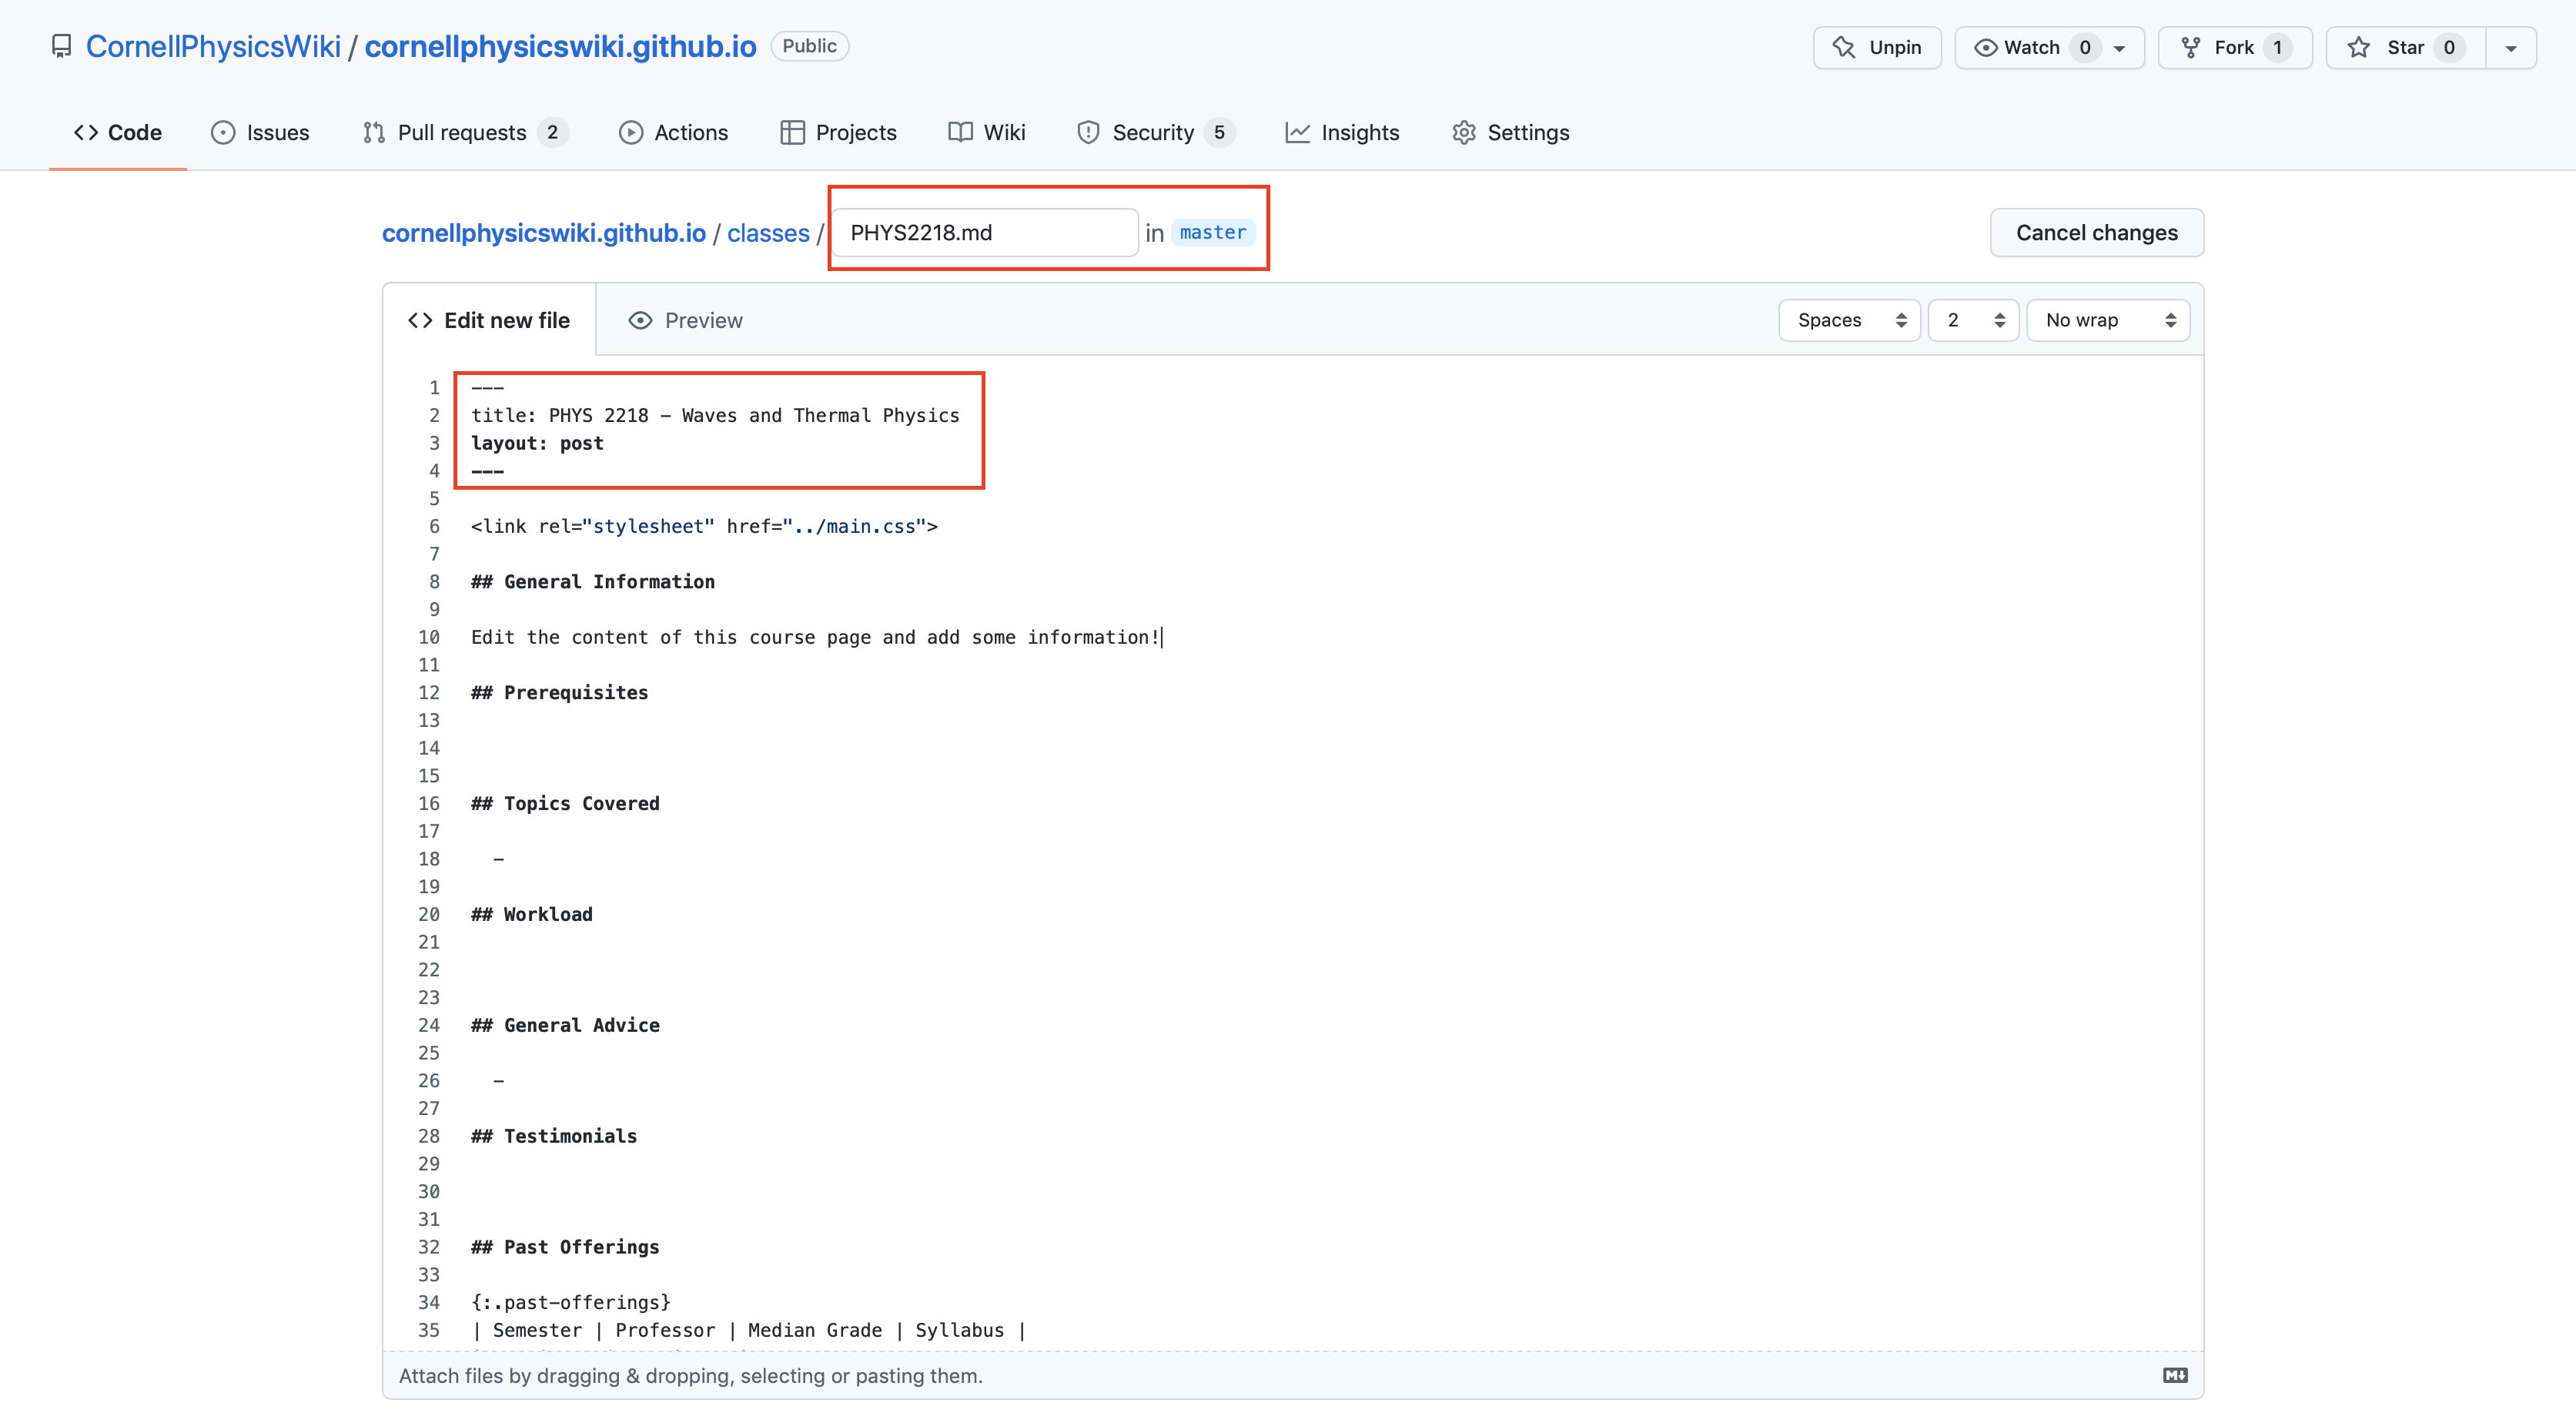 CornellPhysicsWiki / cornellphysicswiki.github.io Public Unpin Watch 0 Fork 1 Star 0
Code Issues Pull requests 2 Actions Projects Wiki Security 5 Insights Settings
cornellphysicswiki.github.io / classes / PHYS2218.md in master Cancel changes
Edit new file Preview Spaces 2 No wrap
1 ---
2 title: PHYS 2218 - Waves and Thermal Physics
3 layout: post
4 ---
5
6 <link rel="stylesheet" href="../main.css">
7
8 ## General Information
9
10 Edit the content of this course page and add some information!
11
12 ## Prerequisites
13
14
15
16 ## Topics Covered
17
18 -
19
20 ## Workload
21
22
23
24 ## General Advice
25
26 -
27
28 ## Testimonials
29
30
31
32 ## Past Offerings
33
34 {:.past-offerings}
35 | Semester | Professor | Median Grade | Syllabus |
Attach files by dragging & dropping, selecting or pasting them.